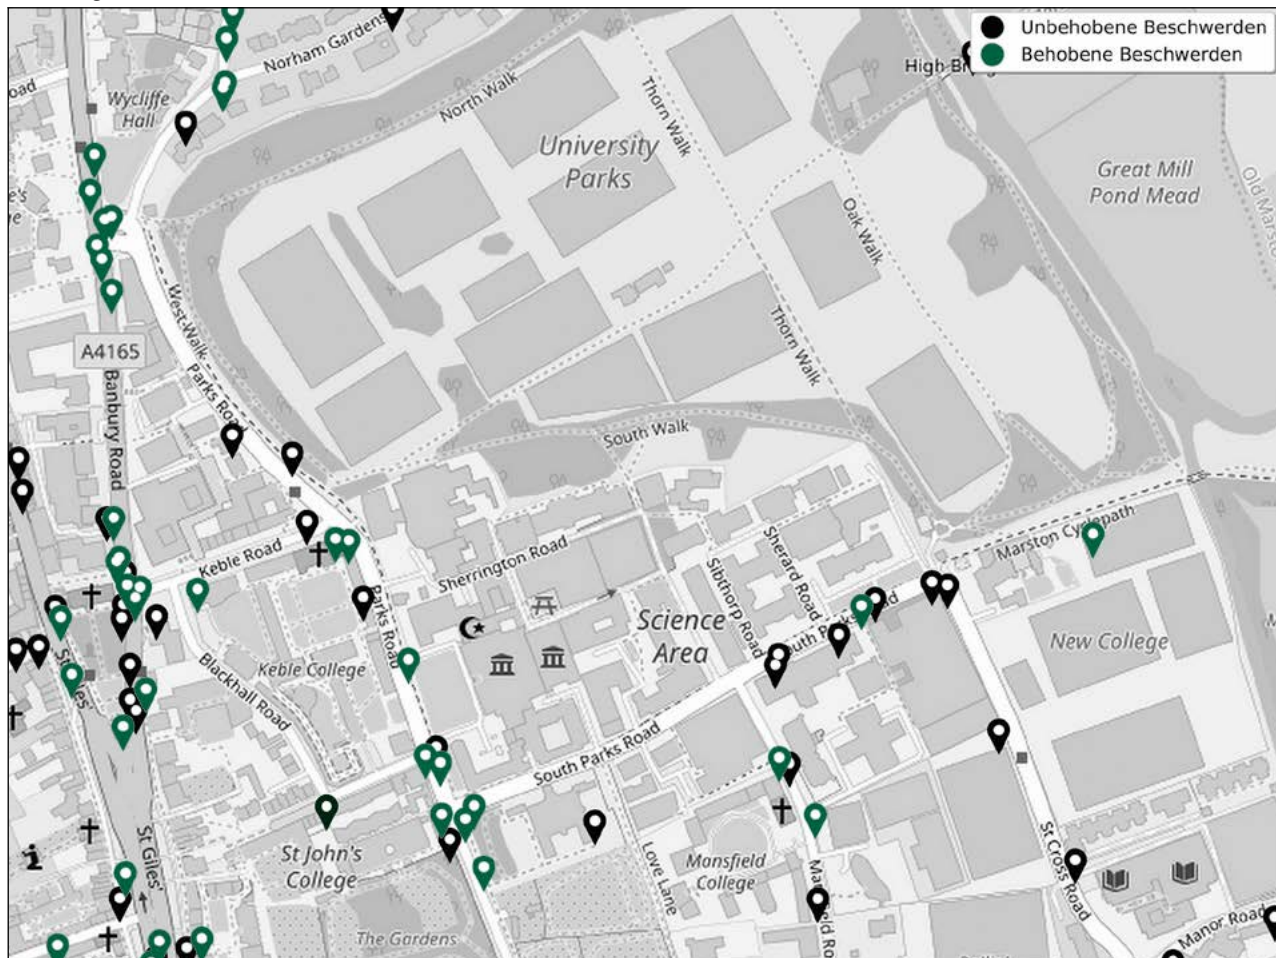 Unbehobene Beschwerden
Behobene Beschwerden
Norham Gardens
High
Wycliffe
Hall
North Walk
Thorn Walk
University
Parks
Great Mill
Pond Mead
Oak Walk
West Walk
Thorn Walk
A4165
Parks Road
Banbury Road
South Walk
Marston Cyclepath
Keble Road
Sherrington Road
Sherard Road
Sibthorp Road
Parks Road
Science
Area
South Parks Road
New College
Keble College
Blackhall Road
South Parks Road
St Giles'
St John's
College
Love Lane
Mansfield
College
St Cross Road
The Gardens
Manor Road